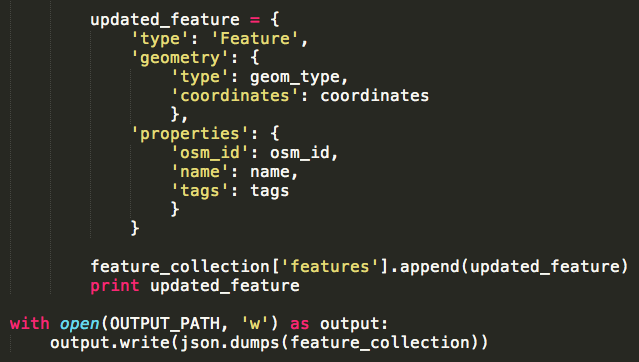 updated_feature = {
'type': 'Feature',
'geometry': {
'type': geom_type,
'coordinates': coordinates
},
'properties': {
'osm_id': osm_id,
'name': name,
'tags': tags
}
}
feature_collection['features'].append(updated_feature)
print updated_feature
with open(OUTPUT_PATH, 'w') as output:
output.write(json.dumps(feature_collection))